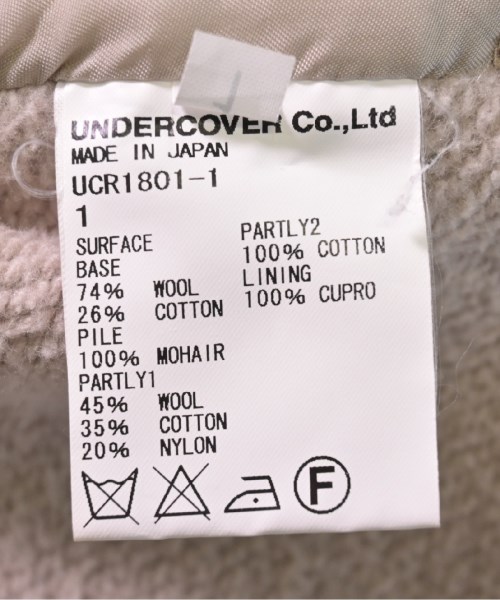 UNDERCOVER Co.,Ltd
MADE IN JAPAN
UCR1801-1
1
SURFACE
BASE
74% WOOL
26% COTTON
PILE
100% MOHAIR
PARTLY1
45% WOOL
35% COTTON
20% NYLON
PARTLY2
100% COTTON
LINING
100% CUPRO
F